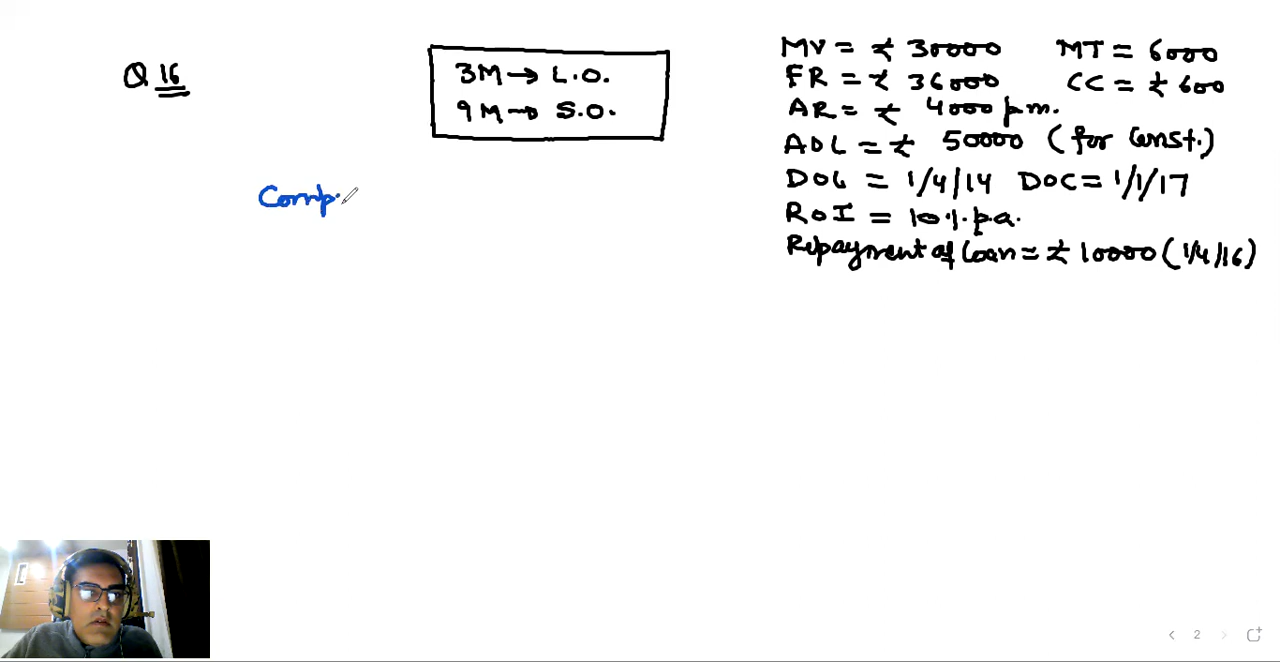 Q 16
3M → L.O.
9M → S.O.
MV = ₹ 30000 MT = 6000
FR = ₹ 36000 CC = ₹ 600
AR = ₹ 4000 p.m.
AOL = ₹ 50000 (for Const.)
DOL = 1/4/14 DOC = 1/1/17
ROI = 10% p.a.
Repayment of Loan = ₹ 10000 (1/4/16)
Comp.
2